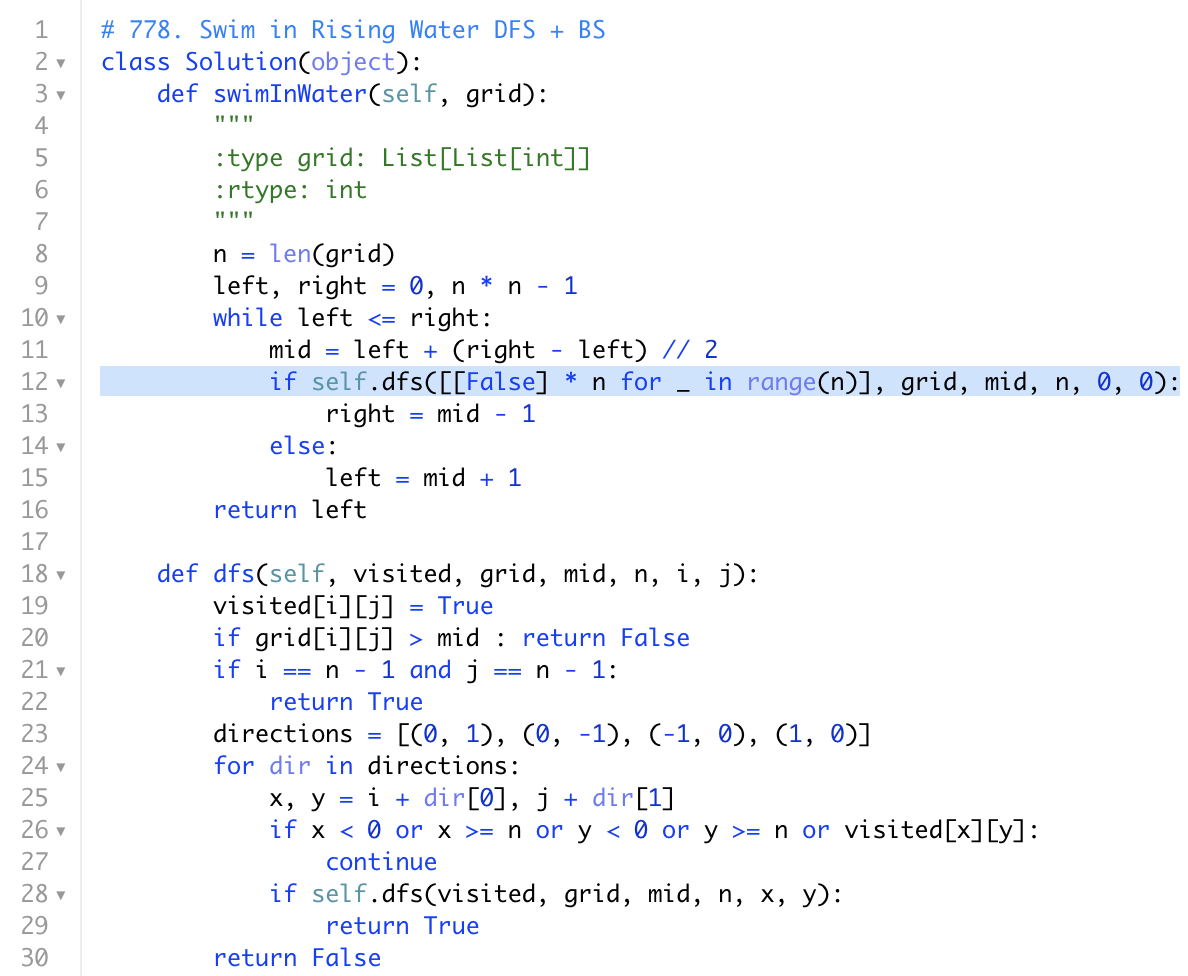 1 # 778. Swim in Rising Water DFS + BS
2 class Solution(object):
3     def swimInWater(self, grid):
4         """
5         :type grid: List[List[int]]
6         :rtype: int
7         """
8         n = len(grid)
9         left, right = 0, n * n - 1
10         while left <= right:
11             mid = left + (right - left) // 2
12             if self.dfs([[False] * n for _ in range(n)], grid, mid, n, 0, 0):
13                 right = mid - 1
14             else:
15                 left = mid + 1
16         return left
17
18     def dfs(self, visited, grid, mid, n, i, j):
19         visited[i][j] = True
20         if grid[i][j] > mid : return False
21         if i == n - 1 and j == n - 1:
22             return True
23         directions = [(0, 1), (0, -1), (-1, 0), (1, 0)]
24         for dir in directions:
25             x, y = i + dir[0], j + dir[1]
26             if x < 0 or x >= n or y < 0 or y >= n or visited[x][y]:
27                 continue
28             if self.dfs(visited, grid, mid, n, x, y):
29                 return True
30         return False